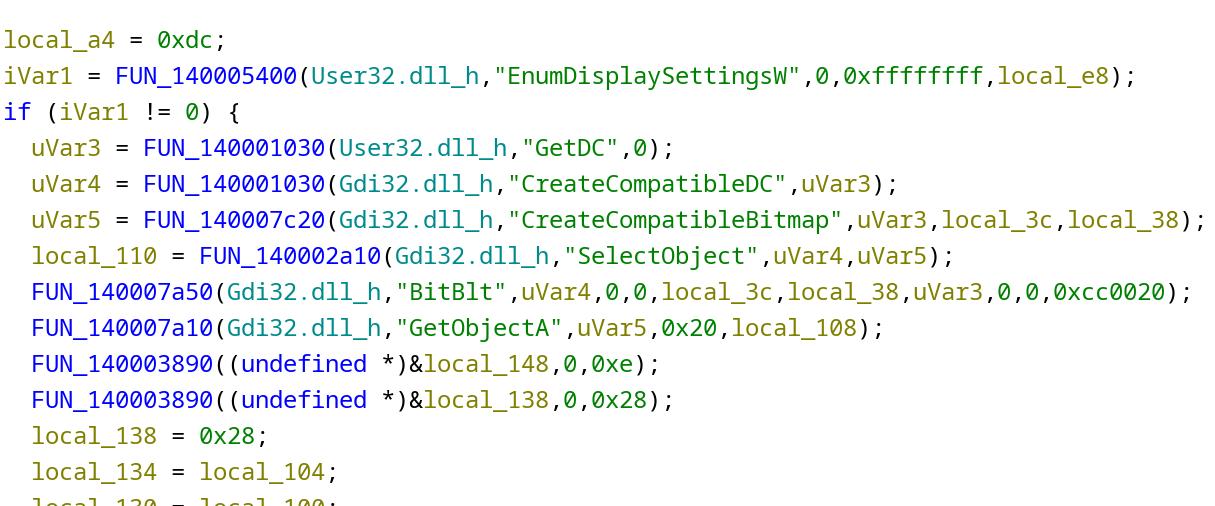 local_a4 = 0xdc;
iVar1 = FUN_140005400(User32.dll_h,"EnumDisplaySettingsW",0,0xffffffff,local_e8);
if (iVar1 != 0) {
  uVar3 = FUN_140001030(User32.dll_h,"GetDC",0);
  uVar4 = FUN_140001030(Gdi32.dll_h,"CreateCompatibleDC",uVar3);
  uVar5 = FUN_140007c20(Gdi32.dll_h,"CreateCompatibleBitmap",uVar3,local_3c,local_38);
  local_110 = FUN_140002a10(Gdi32.dll_h,"SelectObject",uVar4,uVar5);
  FUN_140007a50(Gdi32.dll_h,"BitBlt",uVar4,0,0,local_3c,local_38,uVar3,0,0,0xcc0020);
  FUN_140007a10(Gdi32.dll_h,"GetObjectA",uVar5,0x20,local_108);
  FUN_140003890((undefined *)&local_148,0,0xe);
  FUN_140003890((undefined *)&local_138,0,0x28);
  local_138 = 0x28;
  local_134 = local_104;
  local_130 = local_100;